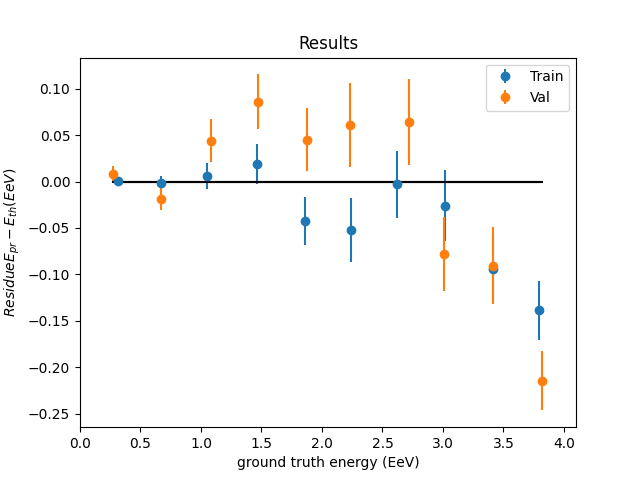 Results
Train
Val
0.10
0.05
0.00
−0.05
−0.10
−0.15
−0.20
−0.25
ResidueE_{pr} − E_{th}(EeV)
0.0 0.5 1.0 1.5 2.0 2.5 3.0 3.5 4.0
ground truth energy (EeV)